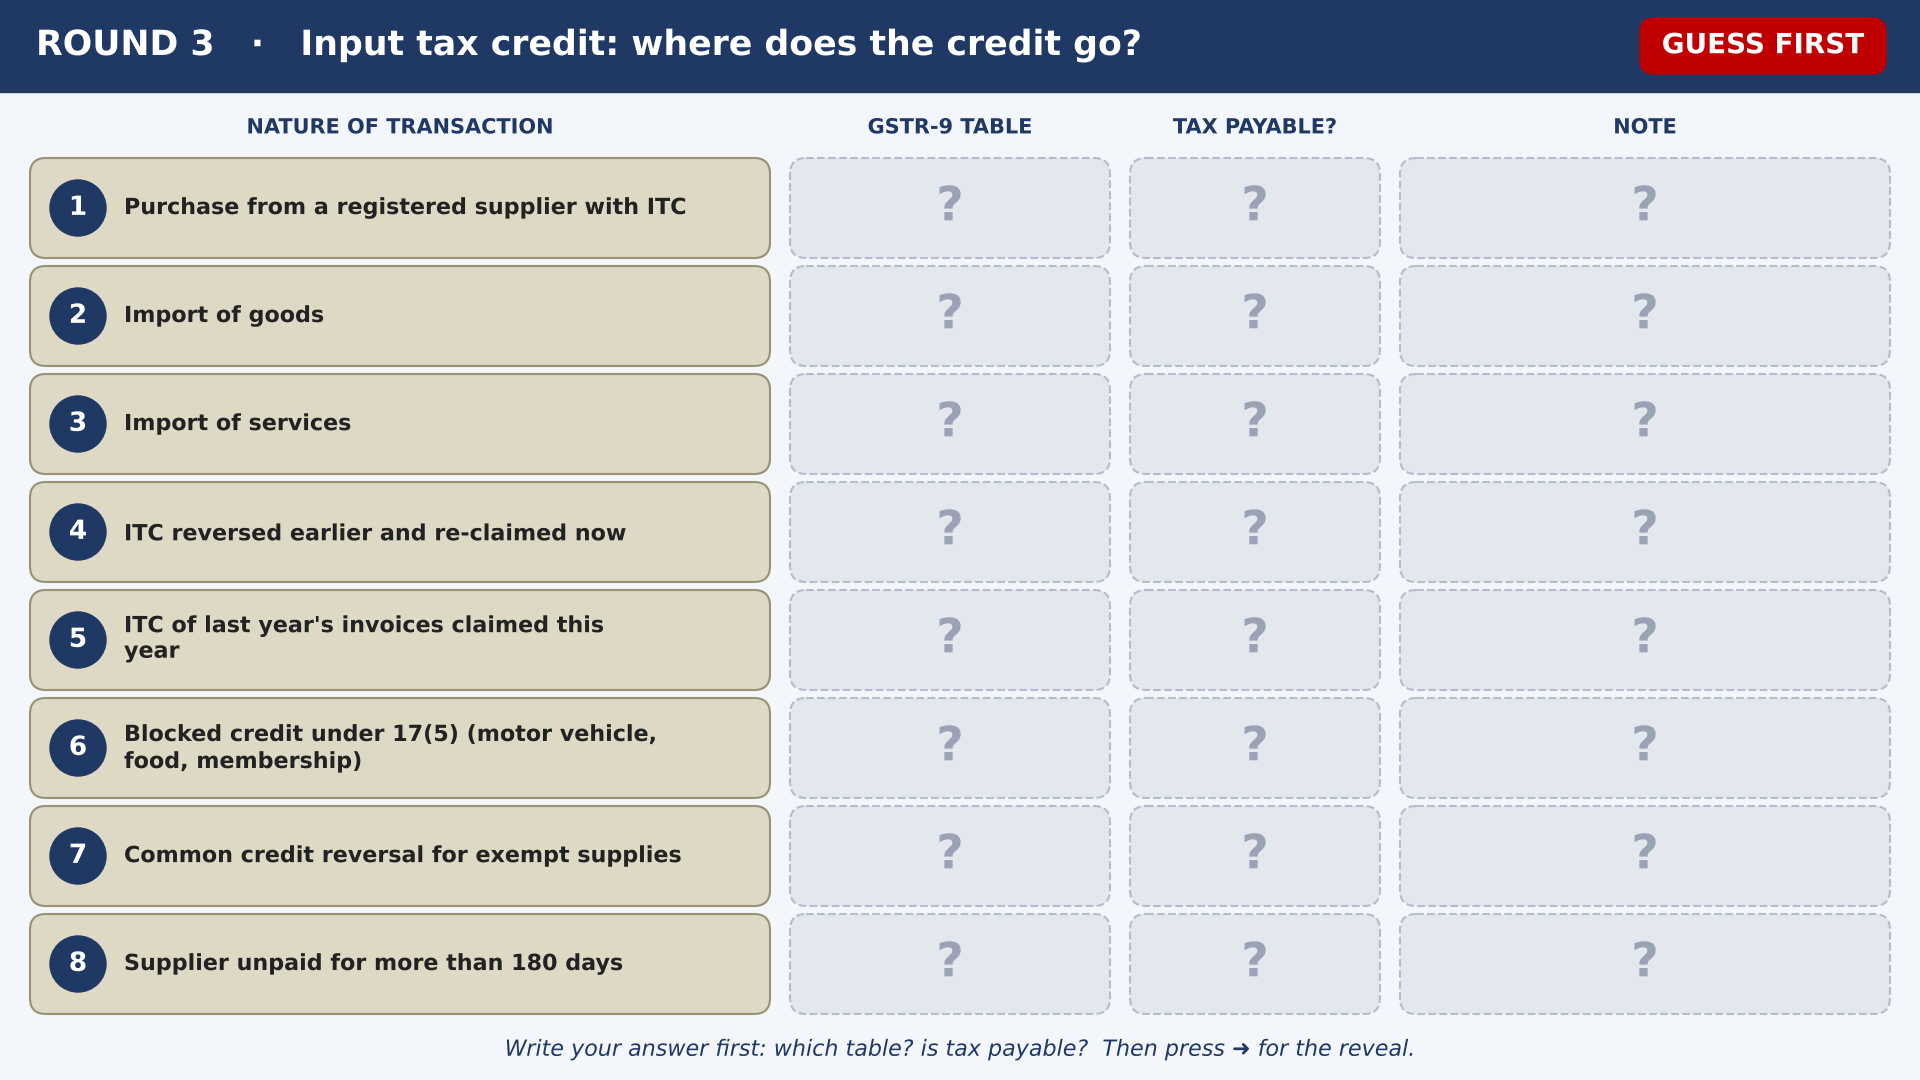 ROUND 3 · Input tax credit: where does the credit go?
GUESS FIRST
NATURE OF TRANSACTION GSTR-9 TABLE TAX PAYABLE? NOTE
1 Purchase from a registered supplier with ITC ? ? ?
2 Import of goods ? ? ?
3 Import of services ? ? ?
4 ITC reversed earlier and re-claimed now ? ? ?
5 ITC of last year's invoices claimed this
year ? ? ?
6 Blocked credit under 17(5) (motor vehicle,
food, membership) ? ? ?
7 Common credit reversal for exempt supplies ? ? ?
8 Supplier unpaid for more than 180 days ? ? ?
Write your answer first: which table? is tax payable? Then press ➜ for the reveal.